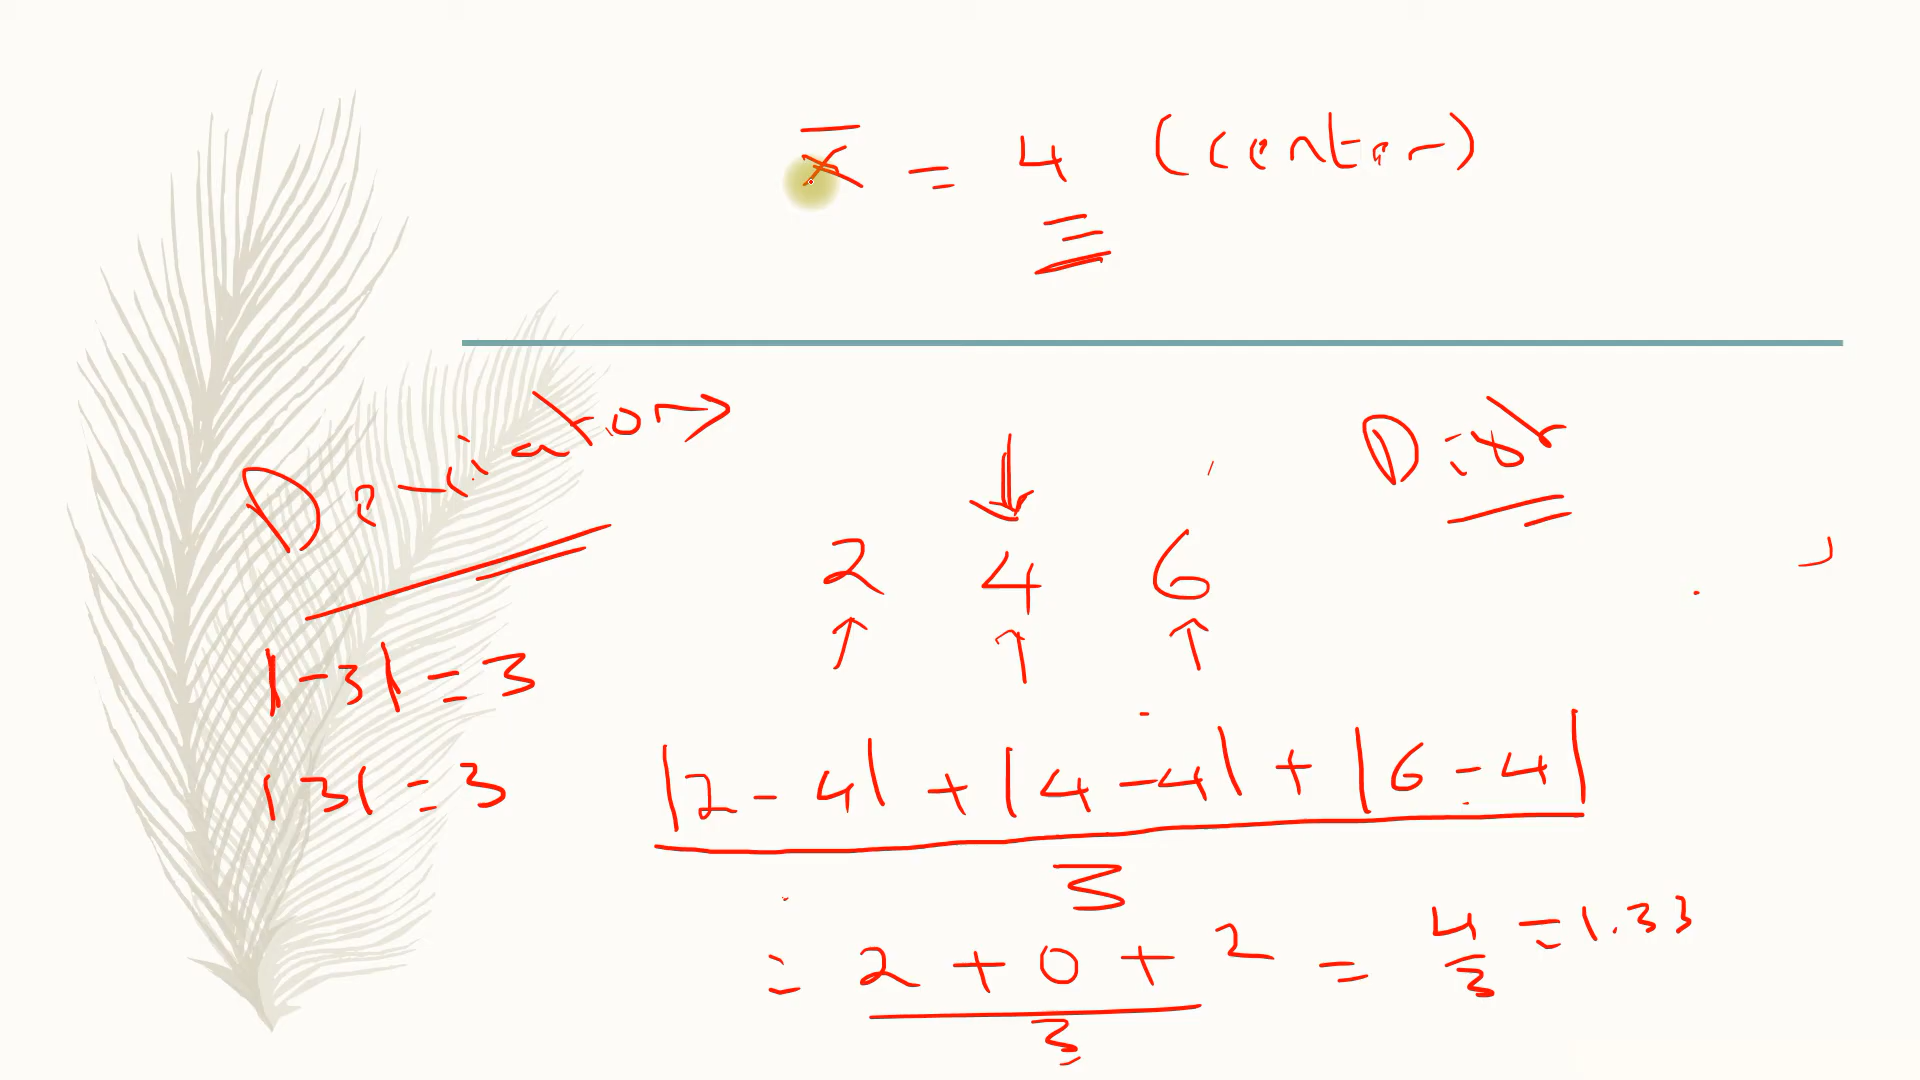 x̄ = 4 (center)
Deviation
Distr
2 4 6
|-3| = 3
|3| = 3
|2 - 4| + |4 - 4| + |6 - 4|
3
= 2 + 0 + 2 = 4/3 = 1.33
3